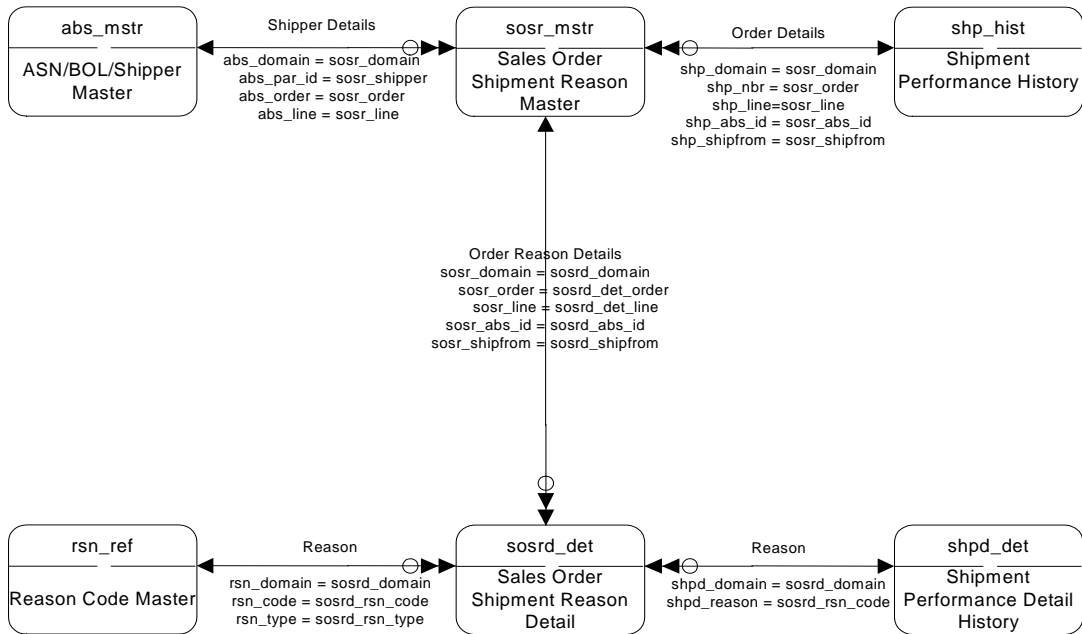 abs_mstr
ASN/BOL/Shipper
Master
Shipper Details
abs_domain = sosr_domain
abs_par_id = sosr_shipper
abs_order = sosr_order
abs_line = sosr_line
sosr_mstr
Sales Order
Shipment Reason
Master
Order Details
shp_domain = sosr_domain
shp_nbr = sosr_order
shp_line=sosr_line
shp_abs_id = sosr_abs_id
shp_shipfrom = sosr_shipfrom
shp_hist
Shipment
Performance History
Order Reason Details
sosr_domain = sosrd_domain
sosr_order = sosrd_det_order
sosr_line = sosrd_det_line
sosr_abs_id = sosrd_abs_id
sosr_shipfrom = sosrd_shipfrom
rsn_ref
Reason Code Master
Reason
rsn_domain = sosrd_domain
rsn_code = sosrd_rsn_code
rsn_type = sosrd_rsn_type
sosrd_det
Sales Order
Shipment Reason
Detail
Reason
shpd_domain = sosrd_domain
shpd_reason = sosrd_rsn_code
shpd_det
Shipment
Performance Detail
History